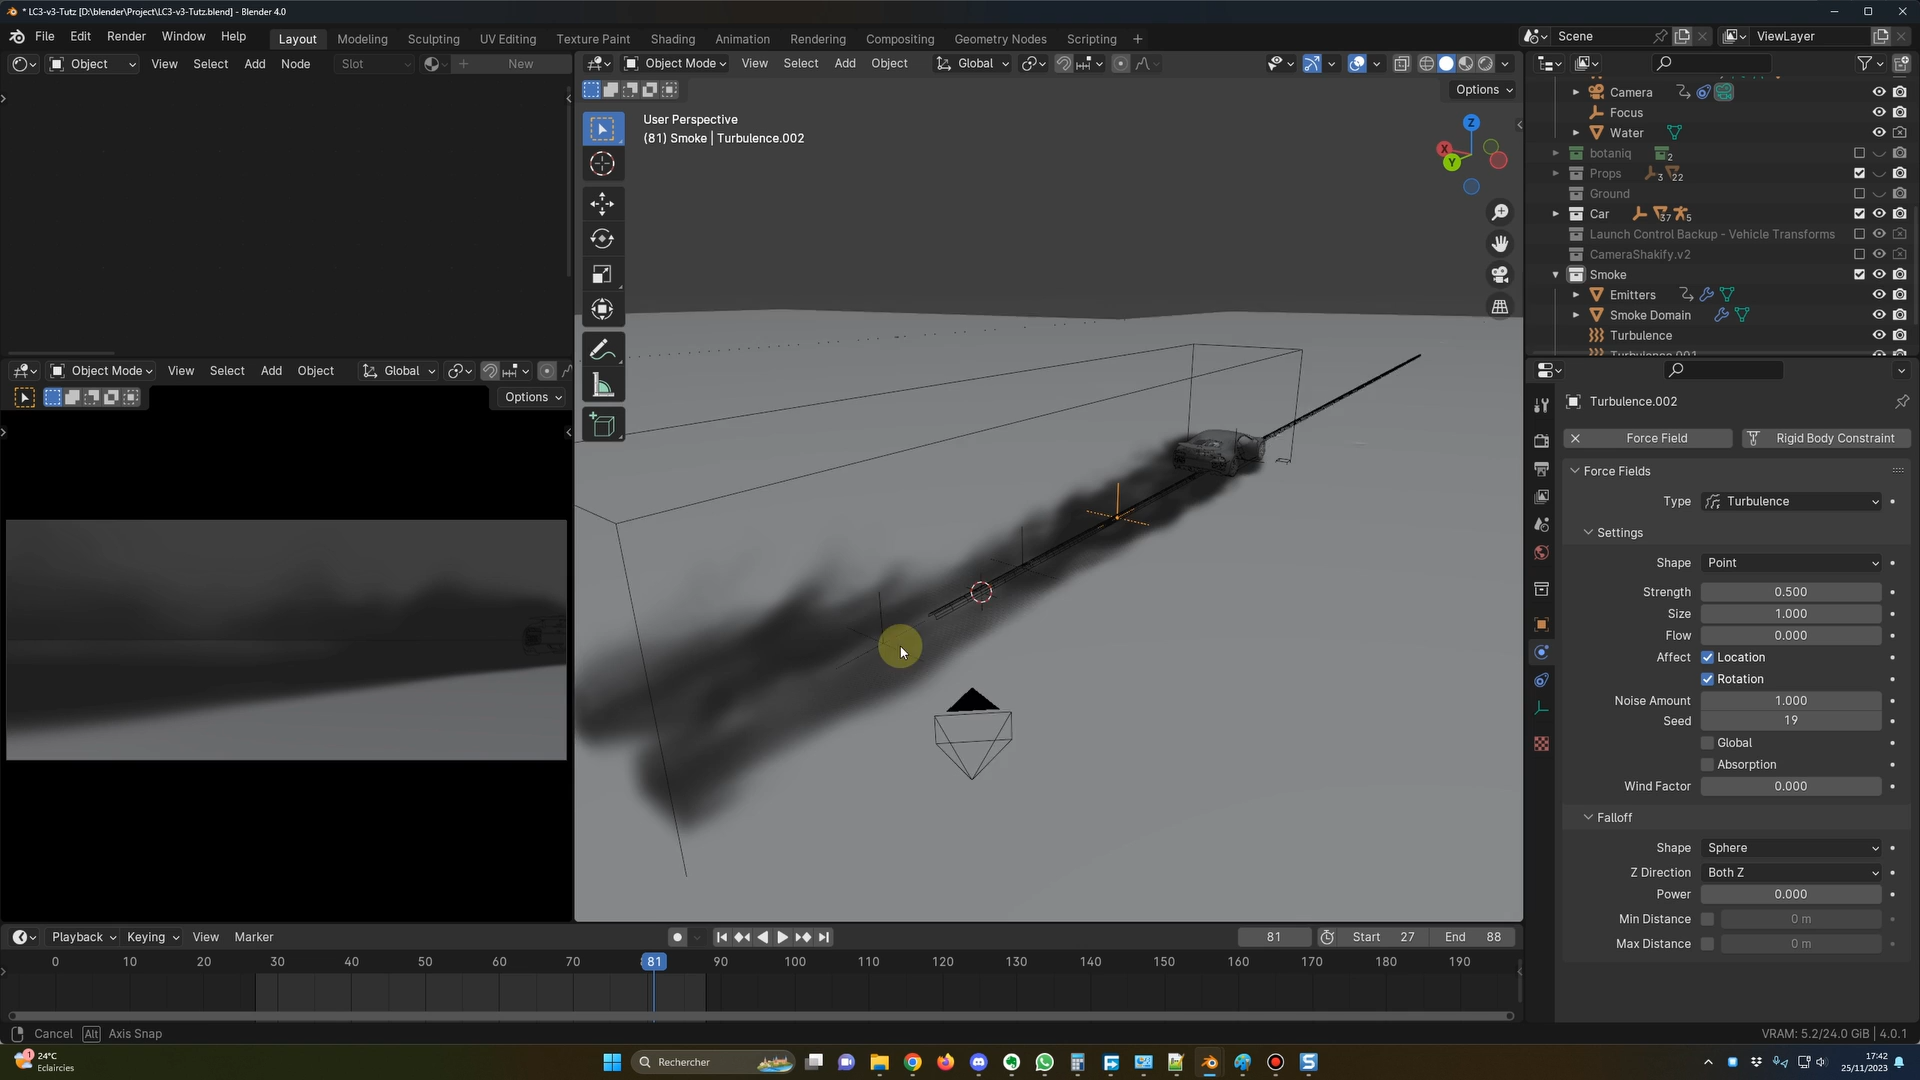 * LC3-v3-Tutz [D:\blender\Project\LC3-v3-Tutz.blend] - Blender 4.0
File Edit Render Window Help Layout Modeling Sculpting UV Editing Texture Paint Shading Animation Rendering Compositing Geometry Nodes Scripting + Scene ViewLayer
Object View Select Add Node Slot New
Object Mode View Select Add Object Global
Options
User Perspective
(81) Smoke | Turbulence.002
Z
X
Y
Camera
Focus
Water
botaniq 2
Props 3 22
Ground
Car 37 5
Launch Control Backup - Vehicle Transforms
CameraShakify.v2
Smoke
Emitters
Smoke Domain
Turbulence
Turbulence.001
Object Mode View Select Add Object Global
Options
Turbulence.002
Force Field Rigid Body Constraint
Force Fields
Type Turbulence
Settings
Shape Point
Strength 0.500
Size 1.000
Flow 0.000
Affect Location
Rotation
Noise Amount 1.000
Seed 19
Global
Absorption
Wind Factor 0.000
Falloff
Shape Sphere
Z Direction Both Z
Power 0.000
Min Distance 0 m
Max Distance 0 m
Playback Keying View Marker 81 Start 27 End 88
0 10 20 30 40 50 60 70 81 90 100 110 120 130 140 150 160 170 180 190
Cancel Alt Axis Snap VRAM: 5.2/24.0 GiB | 4.0.1
1 24°C
Eclaircies
Rechercher
17:42
25/11/2023